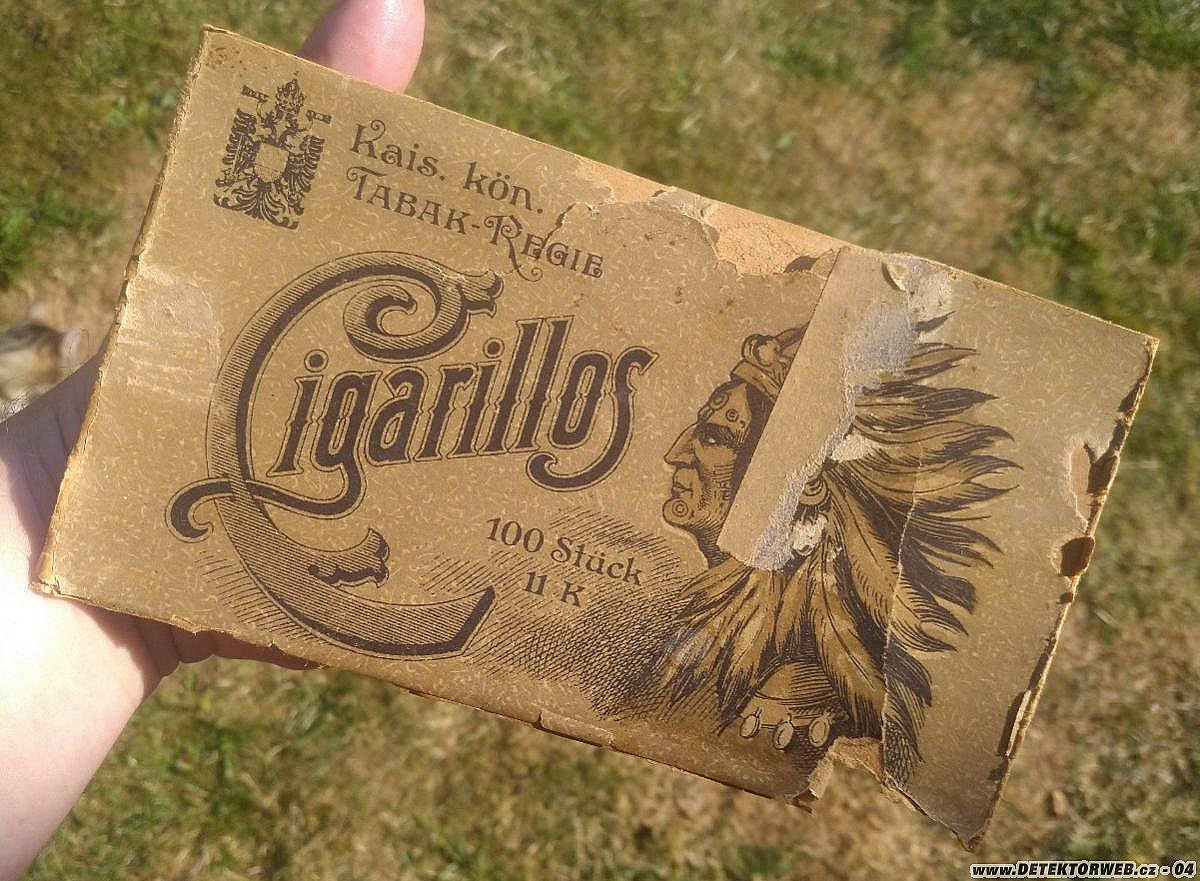 Kais. kön.
TABAK-REGIE
Cigarillos
100 Stück
11 K
www.DETEKTORWEB.cz - 04